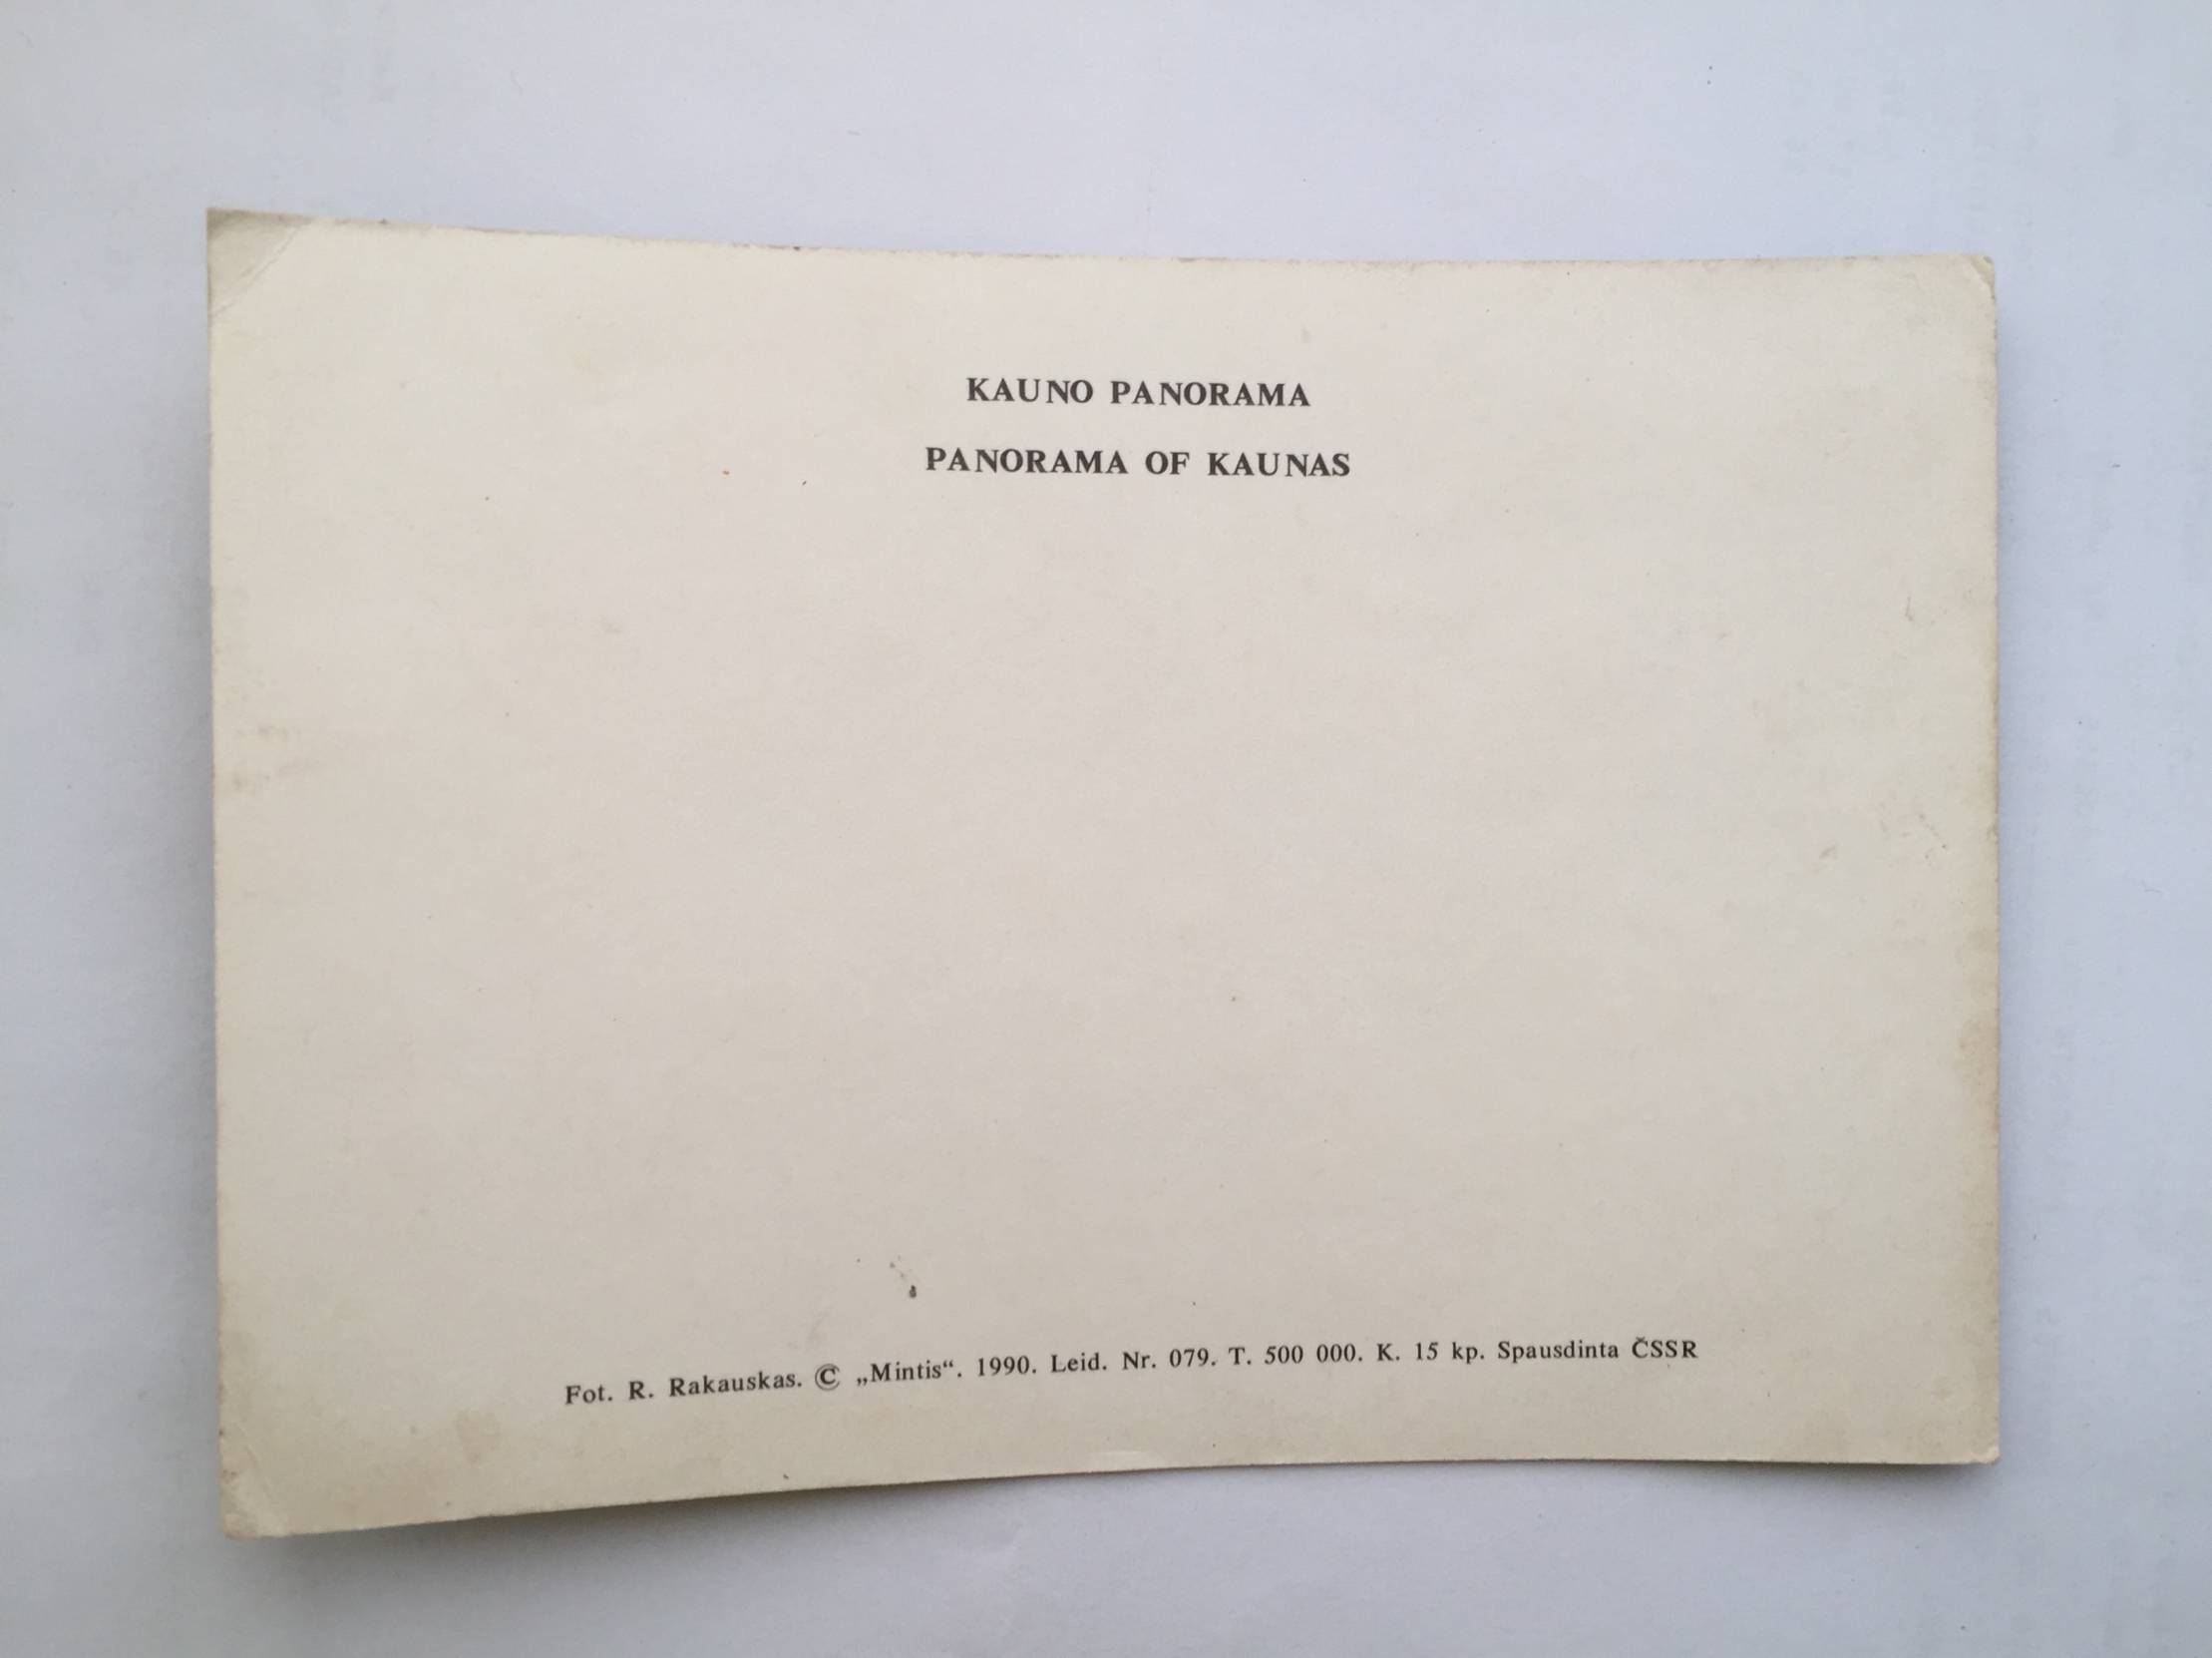 KAUNO PANORAMA
PANORAMA OF KAUNAS
Fot. R. Rakauskas. © „Mintis“. 1990. Leid. Nr. 079. T. 500 000. K. 15 kp. Spausdinta ČSSR